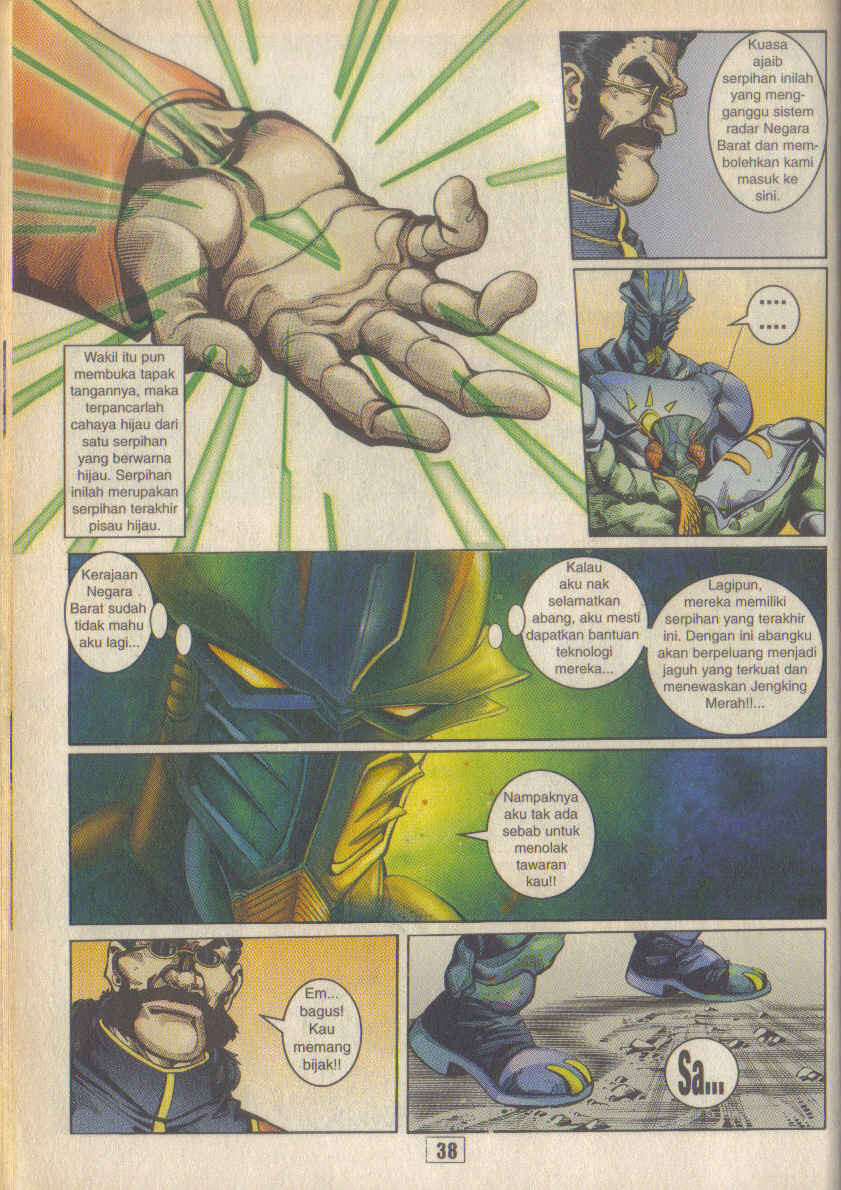 Wakil itu pun
membuka tapak
tangannya, maka
terpancarlah
cahaya hijau dari
satu serpihan
yang berwarna
hijau. Serpihan
inilah merupakan
serpihan terakhir
pisau hijau.
Kuasa
ajaib
serpihan inilah
yang meng-
ganggu sistem
radar Negara
Barat dan mem-
bolehkan kami
masuk ke
sini.
....
....
Kerajaan
Negara
Barat sudah
tidak mahu
aku lagi...
Kalau
aku nak
selamatkan
abang, aku mesti
dapatkan bantuan
teknologi
mereka...
Lagipun,
mereka memiliki
serpihan yang terakhir
ini. Dengan ini abangku
akan berpeluang menjadi
jaguh yang terkuat dan
menewaskan Jengking
Merah!!...
Nampaknya
aku tak ada
sebab untuk
menolak
tawaran
kau!!
Em...
bagus!
Kau
memang
bijak!!
Sa...
38